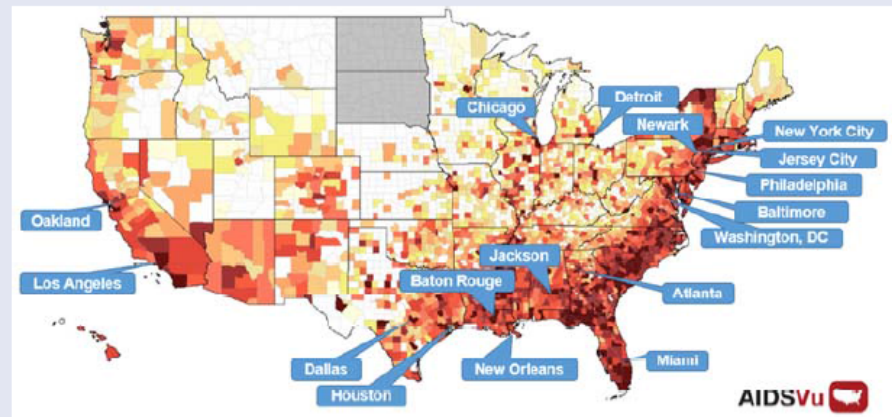 Chicago
Detroit
Newark
New York City
Jersey City
Philadelphia
Baltimore
Washington, DC
Oakland
Los Angeles
Jackson
Baton Rouge
Atlanta
Dallas
Houston
New Orleans
Miami
AIDSVu